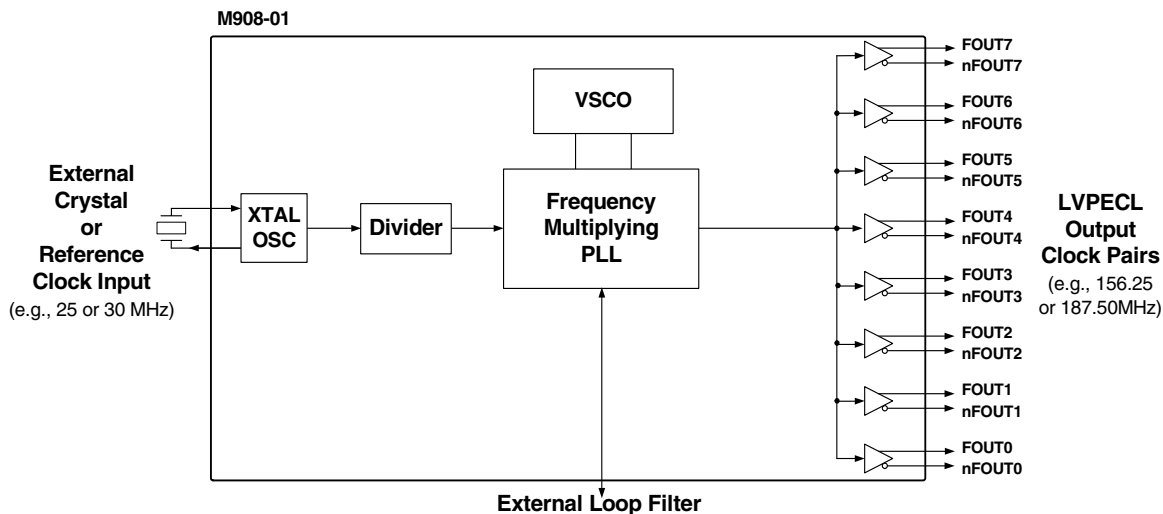 M908-01
VSCO
External
Crystal
or
Reference
Clock Input
(e.g., 25 or 30 MHz)
XTAL
OSC
Divider
Frequency
Multiplying
PLL
FOUT7
nFOUT7
FOUT6
nFOUT6
FOUT5
nFOUT5
FOUT4
nFOUT4
FOUT3
nFOUT3
FOUT2
nFOUT2
FOUT1
nFOUT1
FOUT0
nFOUT0
LVPECL
Output
Clock Pairs
(e.g., 156.25
or 187.50MHz)
External Loop Filter